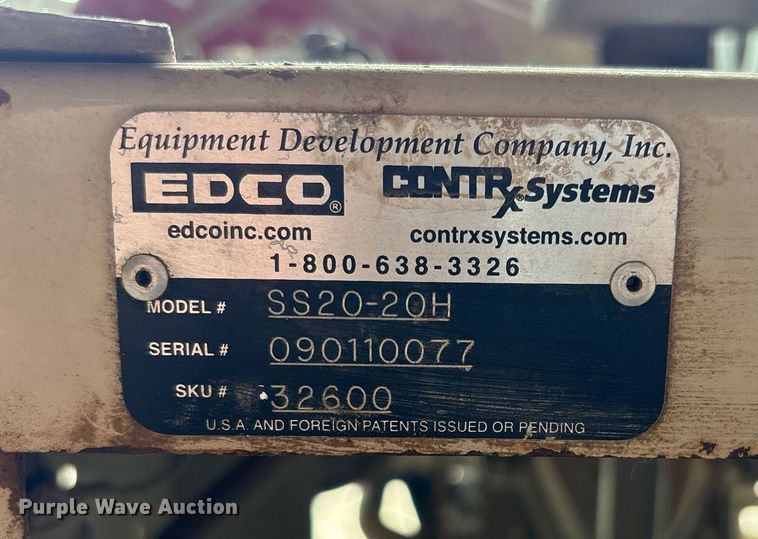 Equipment Development Company, Inc.
EDCO® CONTRx® Systems
edcoinc.com contrxsystems.com
1-800-638-3326
MODEL # SS20-20H
SERIAL # 090110077
SKU # 32600
U.S.A. AND FOREIGN PATENTS ISSUED OR PENDING
Purple Wave Auction